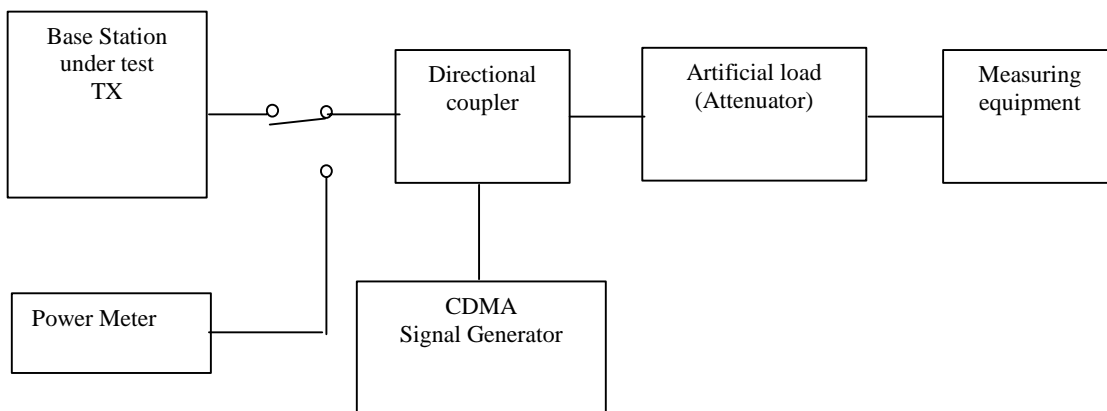 Base Station
under test
TX
Directional
coupler
Artificial load
(Attenuator)
Measuring
equipment
Power Meter
CDMA
Signal Generator